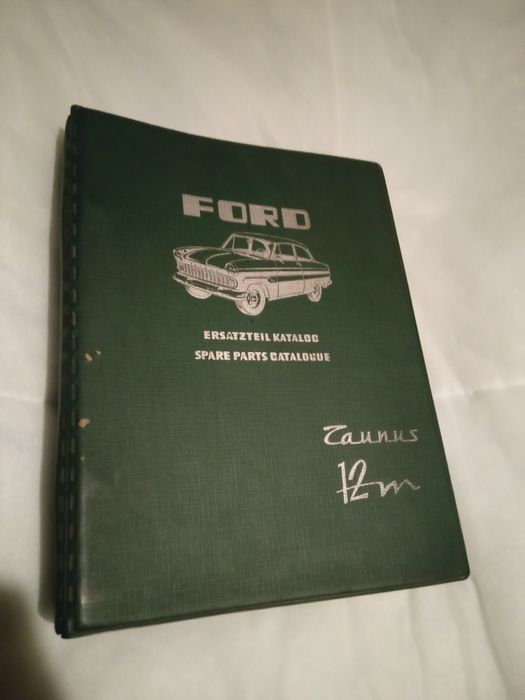 FORD
ERSATZTEIL KATALOG
SPARE PARTS CATALOGUE
Taunus
12m